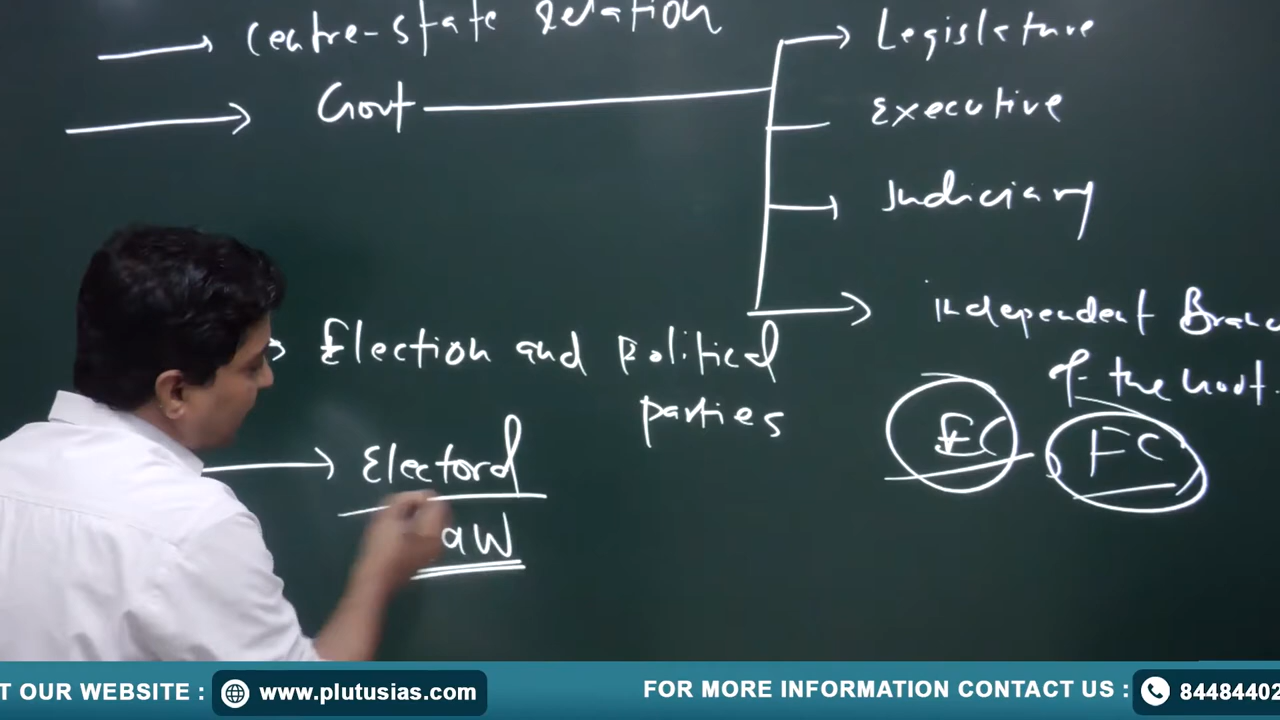 Centre-state relation
Govt
Legislature
Executive
Judiciary
independent Branc
of the Govt.
EC
FC
Election and Political
parties
Electoral
aw
T OUR WEBSITE : www.plutusias.com
FOR MORE INFORMATION CONTACT US : 84484402